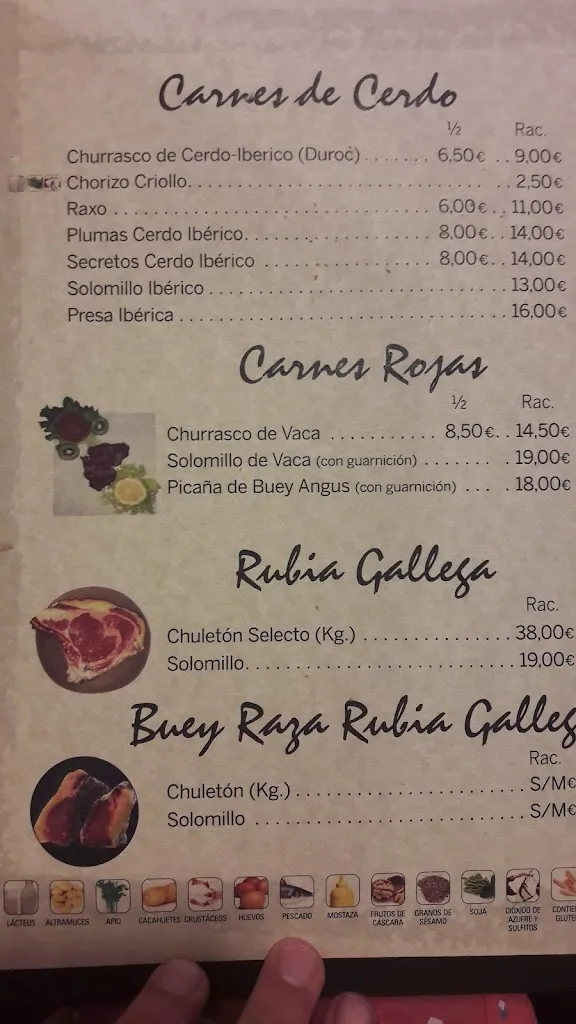 Carnes de Cerdo
½ Rac.
Churrasco de Cerdo-Iberico (Duroc) ....... 6,50€ .. 9,00€
Chorizo Criollo ....... 2,50€
Raxo ....... 6,00€ .. 11,00€
Plumas Cerdo Ibérico ....... 8,00€ .. 14,00€
Secretos Cerdo Ibérico ....... 8,00€ .. 14,00€
Solomillo Ibérico ....... 13,00€
Presa Ibérica ....... 16,00€
Carnes Rojas
½ Rac.
Churrasco de Vaca ....... 8,50€ .. 14,50€
Solomillo de Vaca (con guarnición) ....... 19,00€
Picaña de Buey Angus (con guarnición) .... 18,00€
Rubia Gallega
Rac.
Chuletón Selecto (Kg.) ....... 38,00€
Solomillo ....... 19,00€
Buey Raza Rubia Galleg
Rac.
Chuletón (Kg.) ....... S/M€
Solomillo ....... S/M€
LÁCTEOS ALTRAMUCES APIO CACAHUETES CRUSTÁCEOS HUEVOS PESCADO MOSTAZA FRUTOS DE CÁSCARA GRANOS DE SÉSAMO SOJA DIÓXIDO DE AZUFRE Y SULFITOS CONTIE GLUTE